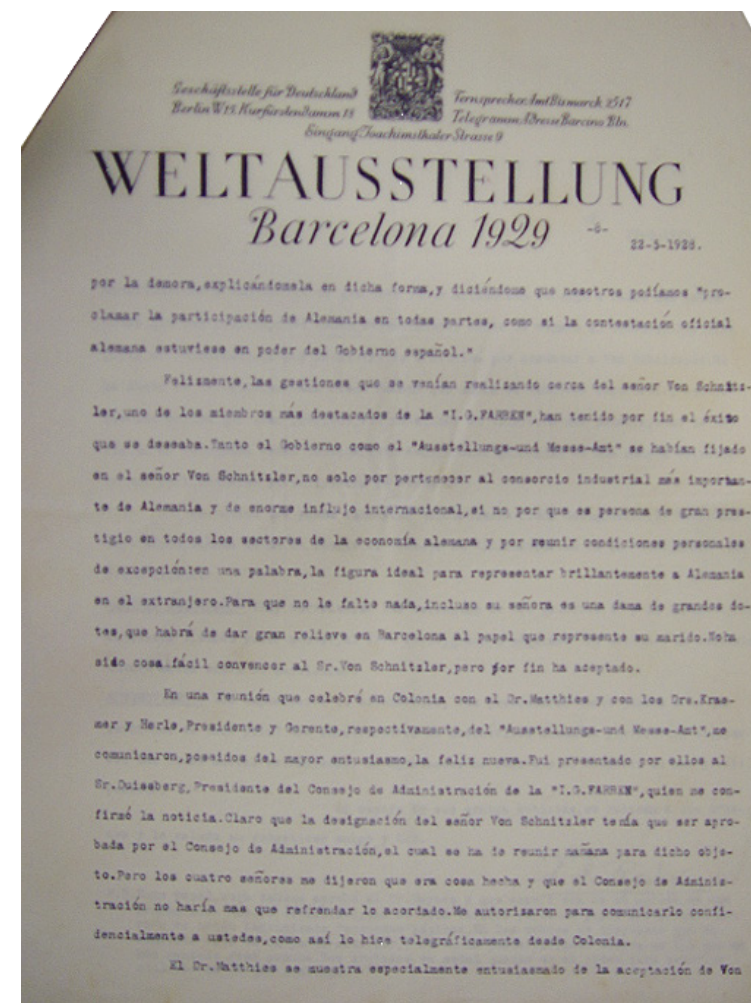 Geschäftsstelle für Deutschland
Berlin W15. Kurfürstendamm 18
Fernsprecher: Amt Bismarck 2517
Telegramm-Adresse Barcino Bln.
Eingang Joachimsthaler Strasse 9
WELTAUSSTELLUNG
Barcelona 1929
22-5-1928.
por la demora,explicándomela en dicha forma,y diciéndome que nosotros podíamos "pro-
clamar la participación de Alemania en todas partes, como si la contestación oficial
alemana estuviese en poder del Gobierno español."
Felizmente,las gestiones que se venían realizando cerca del señor Von Schnitz-
ler,uno de los miembros más destacados de la "I.G.FARBEN",han tenido por fin el éxito
que se deseaba.Tanto el Gobierno como el "Ausstellungs-und Messe-Amt" se habían fijado
en el señor Von Schnitzler,no solo por pertenecer al consorcio industrial más importan-
te de Alemania y de enorme influjo internacional,si no por que es persona de gran pres-
tigio en todos los sectores de la economía alemana y por reunir condiciones personales
de excepción:en una palabra,la figura ideal para representar brillantemente a Alemania
en el extranjero.Para que no le falte nada,incluso su señora es una dama de grandes do-
tes,que habrá de dar gran relieve en Barcelona al papel que represente su marido.Noha
sido cosa fácil convencer al Sr.Von Schnitzler,pero por fin ha aceptado.
En una reunión que celebré en Colonia con el Dr.Matthies y con los Drs.Krae-
mer y Herle,Presidente y Gerente,respectivamente,del "Ausstellungs-und Messe-Amt",me
comunicaron,poseidos del mayor entusiasmo,la feliz nueva.Fui presentado por ellos al
Sr.Duissberg,Presidente del Consejo de Administración de la "I.G.FARBEN",quien me con-
firmó la noticia.Claro que la designación del señor Von Schnitzler tenía que ser apro-
bada por el Consejo de Administración,el cual se ha de reunir mañana para dicho obje-
to.Pero los cuatro señores me dijeron que era cosa hecha y que el Consejo de Adminis-
tración no haría mas que refrendar lo acordado.Me autorisaron para comunicarlo confi-
dencialmente a ustedes,como así lo hice telegráficamente desde Colonia.
El Dr.Matthies se muestra especialmente entusiasmado de la aceptación de Von